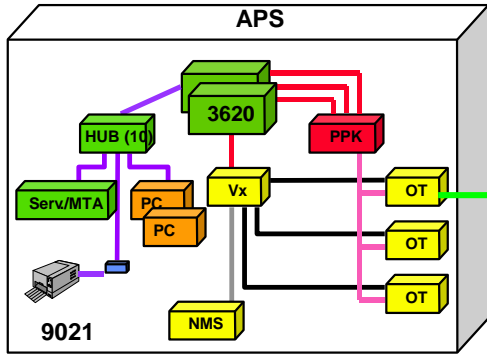 APS
3620
HUB (10)
PPK
Serv./MTA
PC
PC
Vx
OT
OT
OT
NMS
9021